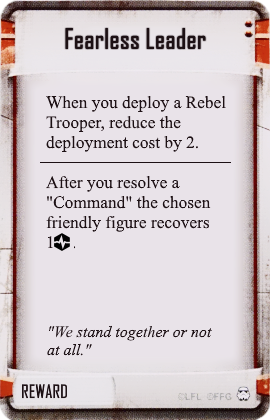 Fearless Leader
When you deploy a Rebel
Trooper, reduce the
deployment cost by 2.
After you resolve a
"Command" the chosen
friendly figure recovers
1.
"We stand together or not
at all."
REWARD
©LFL ©FFG